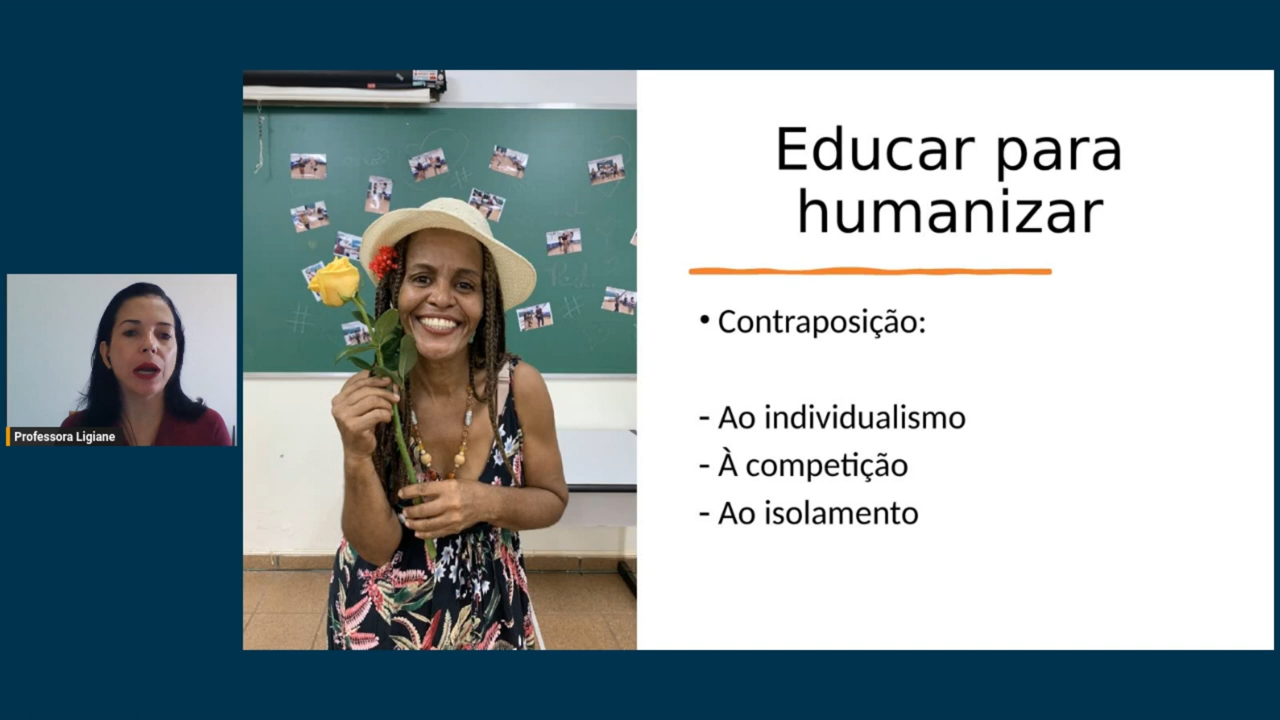 Educar para
humanizar
• Contraposição:
- Ao individualismo
- À competição
- Ao isolamento
Professora Ligiane